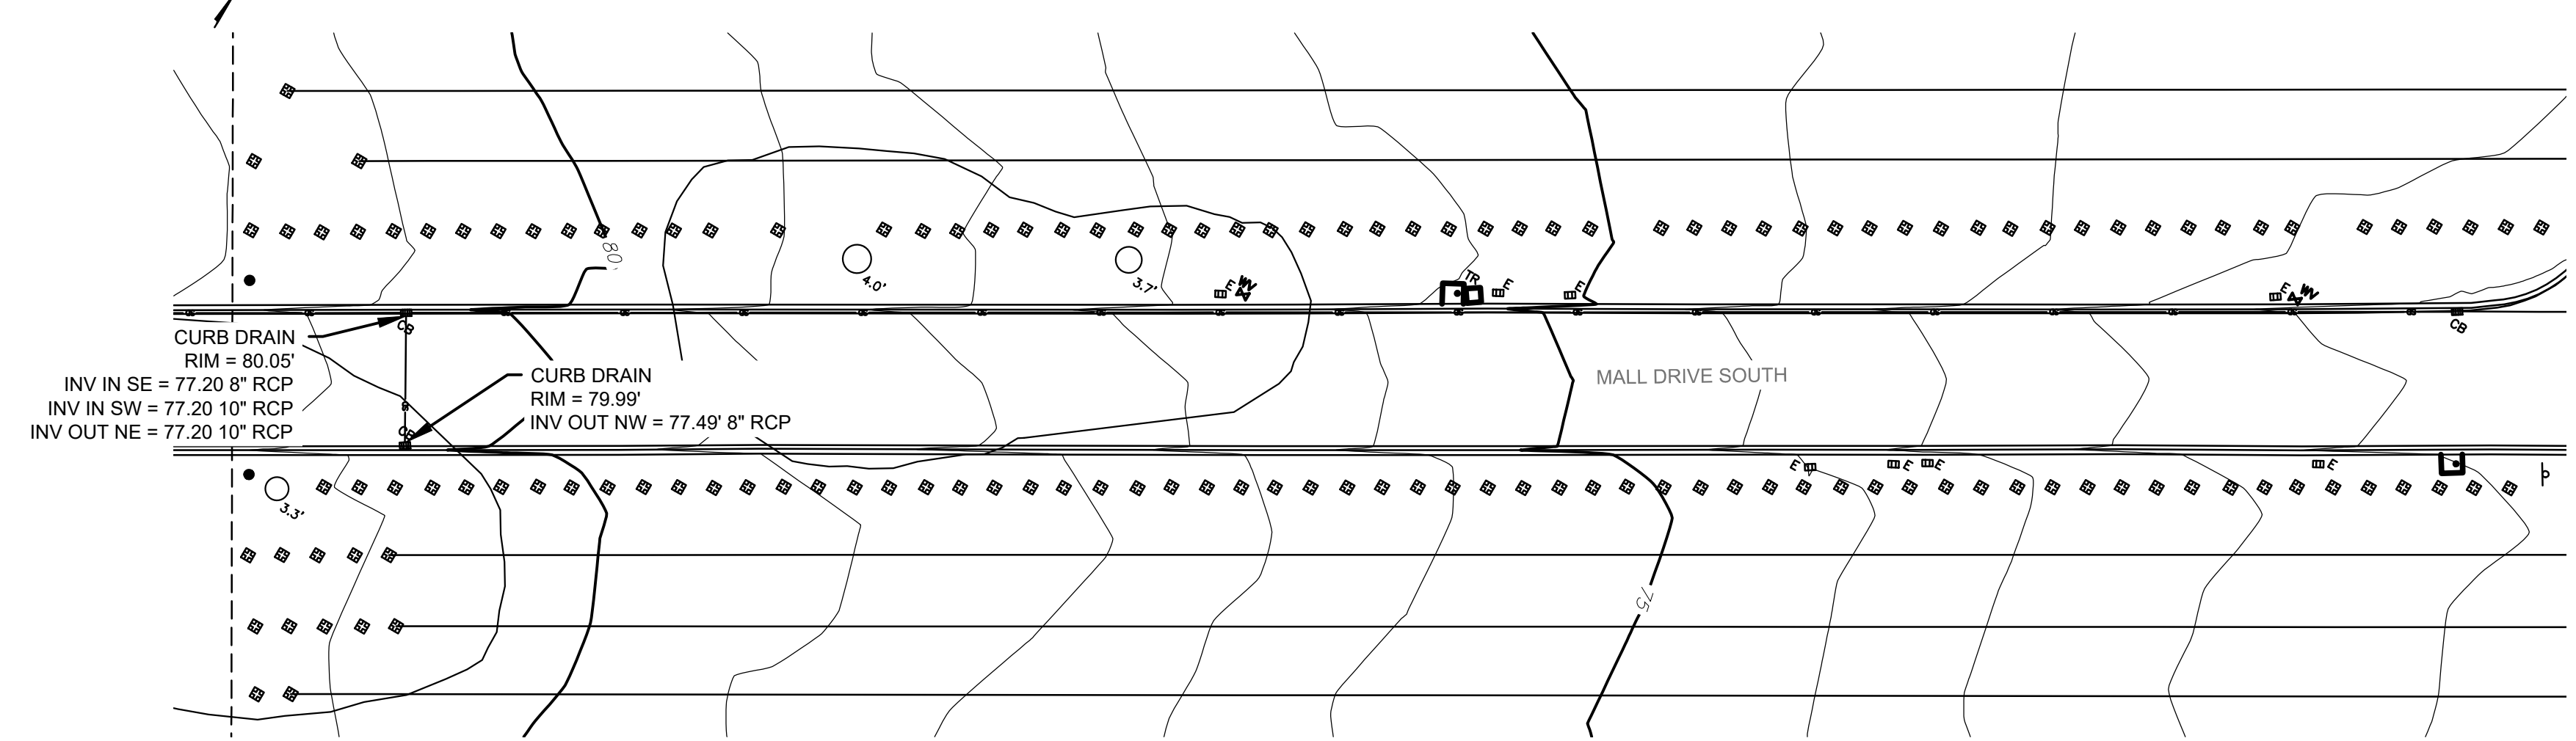 80
4.0'
3.7'
E
WV
TR
E
E
E
WV
CB
CB
CURB DRAIN
RIM = 80.05'
INV IN SE = 77.20 8" RCP
INV IN SW = 77.20 10" RCP
INV OUT NE = 77.20 10" RCP
CURB DRAIN
RIM = 79.99'
INV OUT NW = 77.49' 8" RCP
MALL DRIVE SOUTH
CB
3.3'
E
E
E
E
75